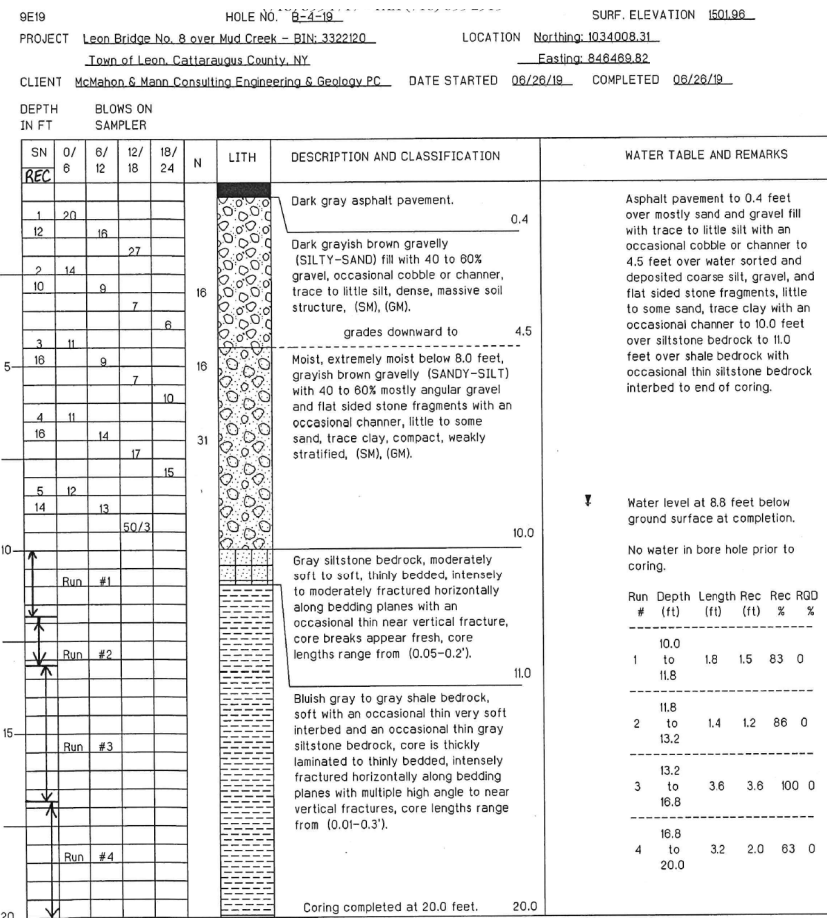 9E19 HOLE NO. B-4-19 SURF. ELEVATION 1501.96
PROJECT Leon Bridge No. 8 over Mud Creek - BIN: 3322120 LOCATION Northing: 1034008.31
Town of Leon, Cattaraugus County, NY Easting: 846469.82
CLIENT McMahon & Mann Consulting Engineering & Geology PC DATE STARTED 06/26/19 COMPLETED 06/26/19
DEPTH BLOWS ON
IN FT SAMPLER
SN 0/ 6/ 12/ 18/ N LITH DESCRIPTION AND CLASSIFICATION WATER TABLE AND REMARKS
REC 6 12 18 24
Dark gray asphalt pavement.
0.4
Dark grayish brown gravelly
(SILTY-SAND) fill with 40 to 60%
gravel, occasional cobble or channer,
trace to little silt, dense, massive soil
structure, (SM), (GM).
grades downward to 4.5
Moist, extremely moist below 8.0 feet,
grayish brown gravelly (SANDY-SILT)
with 40 to 60% mostly angular gravel
and flat sided stone fragments with an
occasional channer, little to some
sand, trace clay, compact, weakly
stratified, (SM), (GM).
10.0
Gray siltstone bedrock, moderately
soft to soft, thinly bedded, intensely
to moderately fractured horizontally
along bedding planes with an
occasional thin near vertical fracture,
core breaks appear fresh, core
lengths range from (0.05-0.2').
11.0
Bluish gray to gray shale bedrock,
soft with an occasional thin very soft
interbed and an occasional thin gray
siltstone bedrock, core is thickly
laminated to thinly bedded, intensely
fractured horizontally along bedding
planes with multiple high angle to near
vertical fractures, core lengths range
from (0.01-0.3').
Coring completed at 20.0 feet. 20.0
1 20
12 16
27
2 14
10 9 16
7
6
3 11
5 16 9 16
7
10
4 11
16 14 31
17
15
5 12
14 13
50/3
10
Run #1
Run #2
15 Run #3
Run #4
20
Asphalt pavement to 0.4 feet
over mostly sand and gravel fill
with trace to little silt with an
occasional cobble or channer to
4.5 feet over water sorted and
deposited coarse silt, gravel, and
flat sided stone fragments, little
to some sand, trace clay with an
occasional channer to 10.0 feet
over siltstone bedrock to 11.0
feet over shale bedrock with
occasional thin siltstone bedrock
interbed to end of coring.
Water level at 8.8 feet below
ground surface at completion.
No water in bore hole prior to
coring.
Run Depth Length Rec Rec RQD
# (ft) (ft) (ft) % %
10.0
1 to 1.8 1.5 83 0
11.8
11.8
2 to 1.4 1.2 86 0
13.2
13.2
3 to 3.6 3.6 100 0
16.8
16.8
4 to 3.2 2.0 63 0
20.0